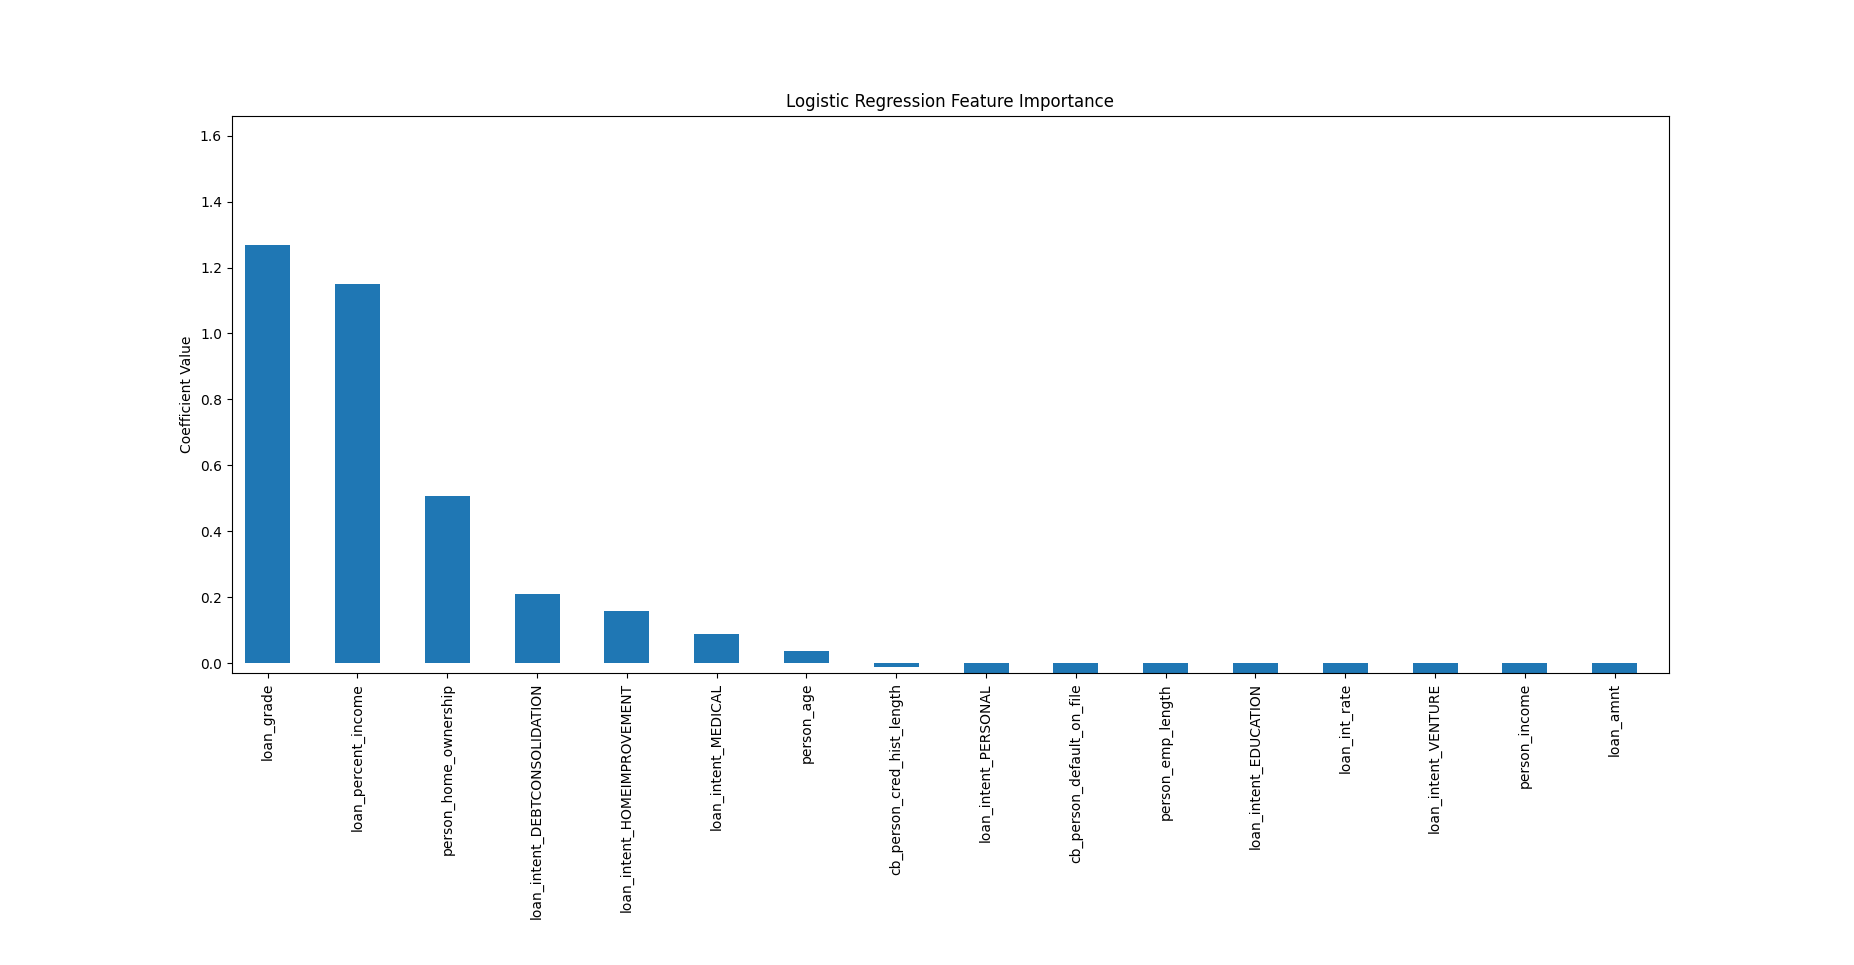 Logistic Regression Feature Importance
Coefficient Value
1.6
1.4
1.2
1.0
0.8
0.6
0.4
0.2
0.0
loan_grade
loan_percent_income
person_home_ownership
loan_intent_DEBTCONSOLIDATION
loan_intent_HOMEIMPROVEMENT
loan_intent_MEDICAL
person_age
cb_person_cred_hist_length
loan_intent_PERSONAL
cb_person_default_on_file
person_emp_length
loan_intent_EDUCATION
loan_int_rate
loan_intent_VENTURE
person_income
loan_amnt